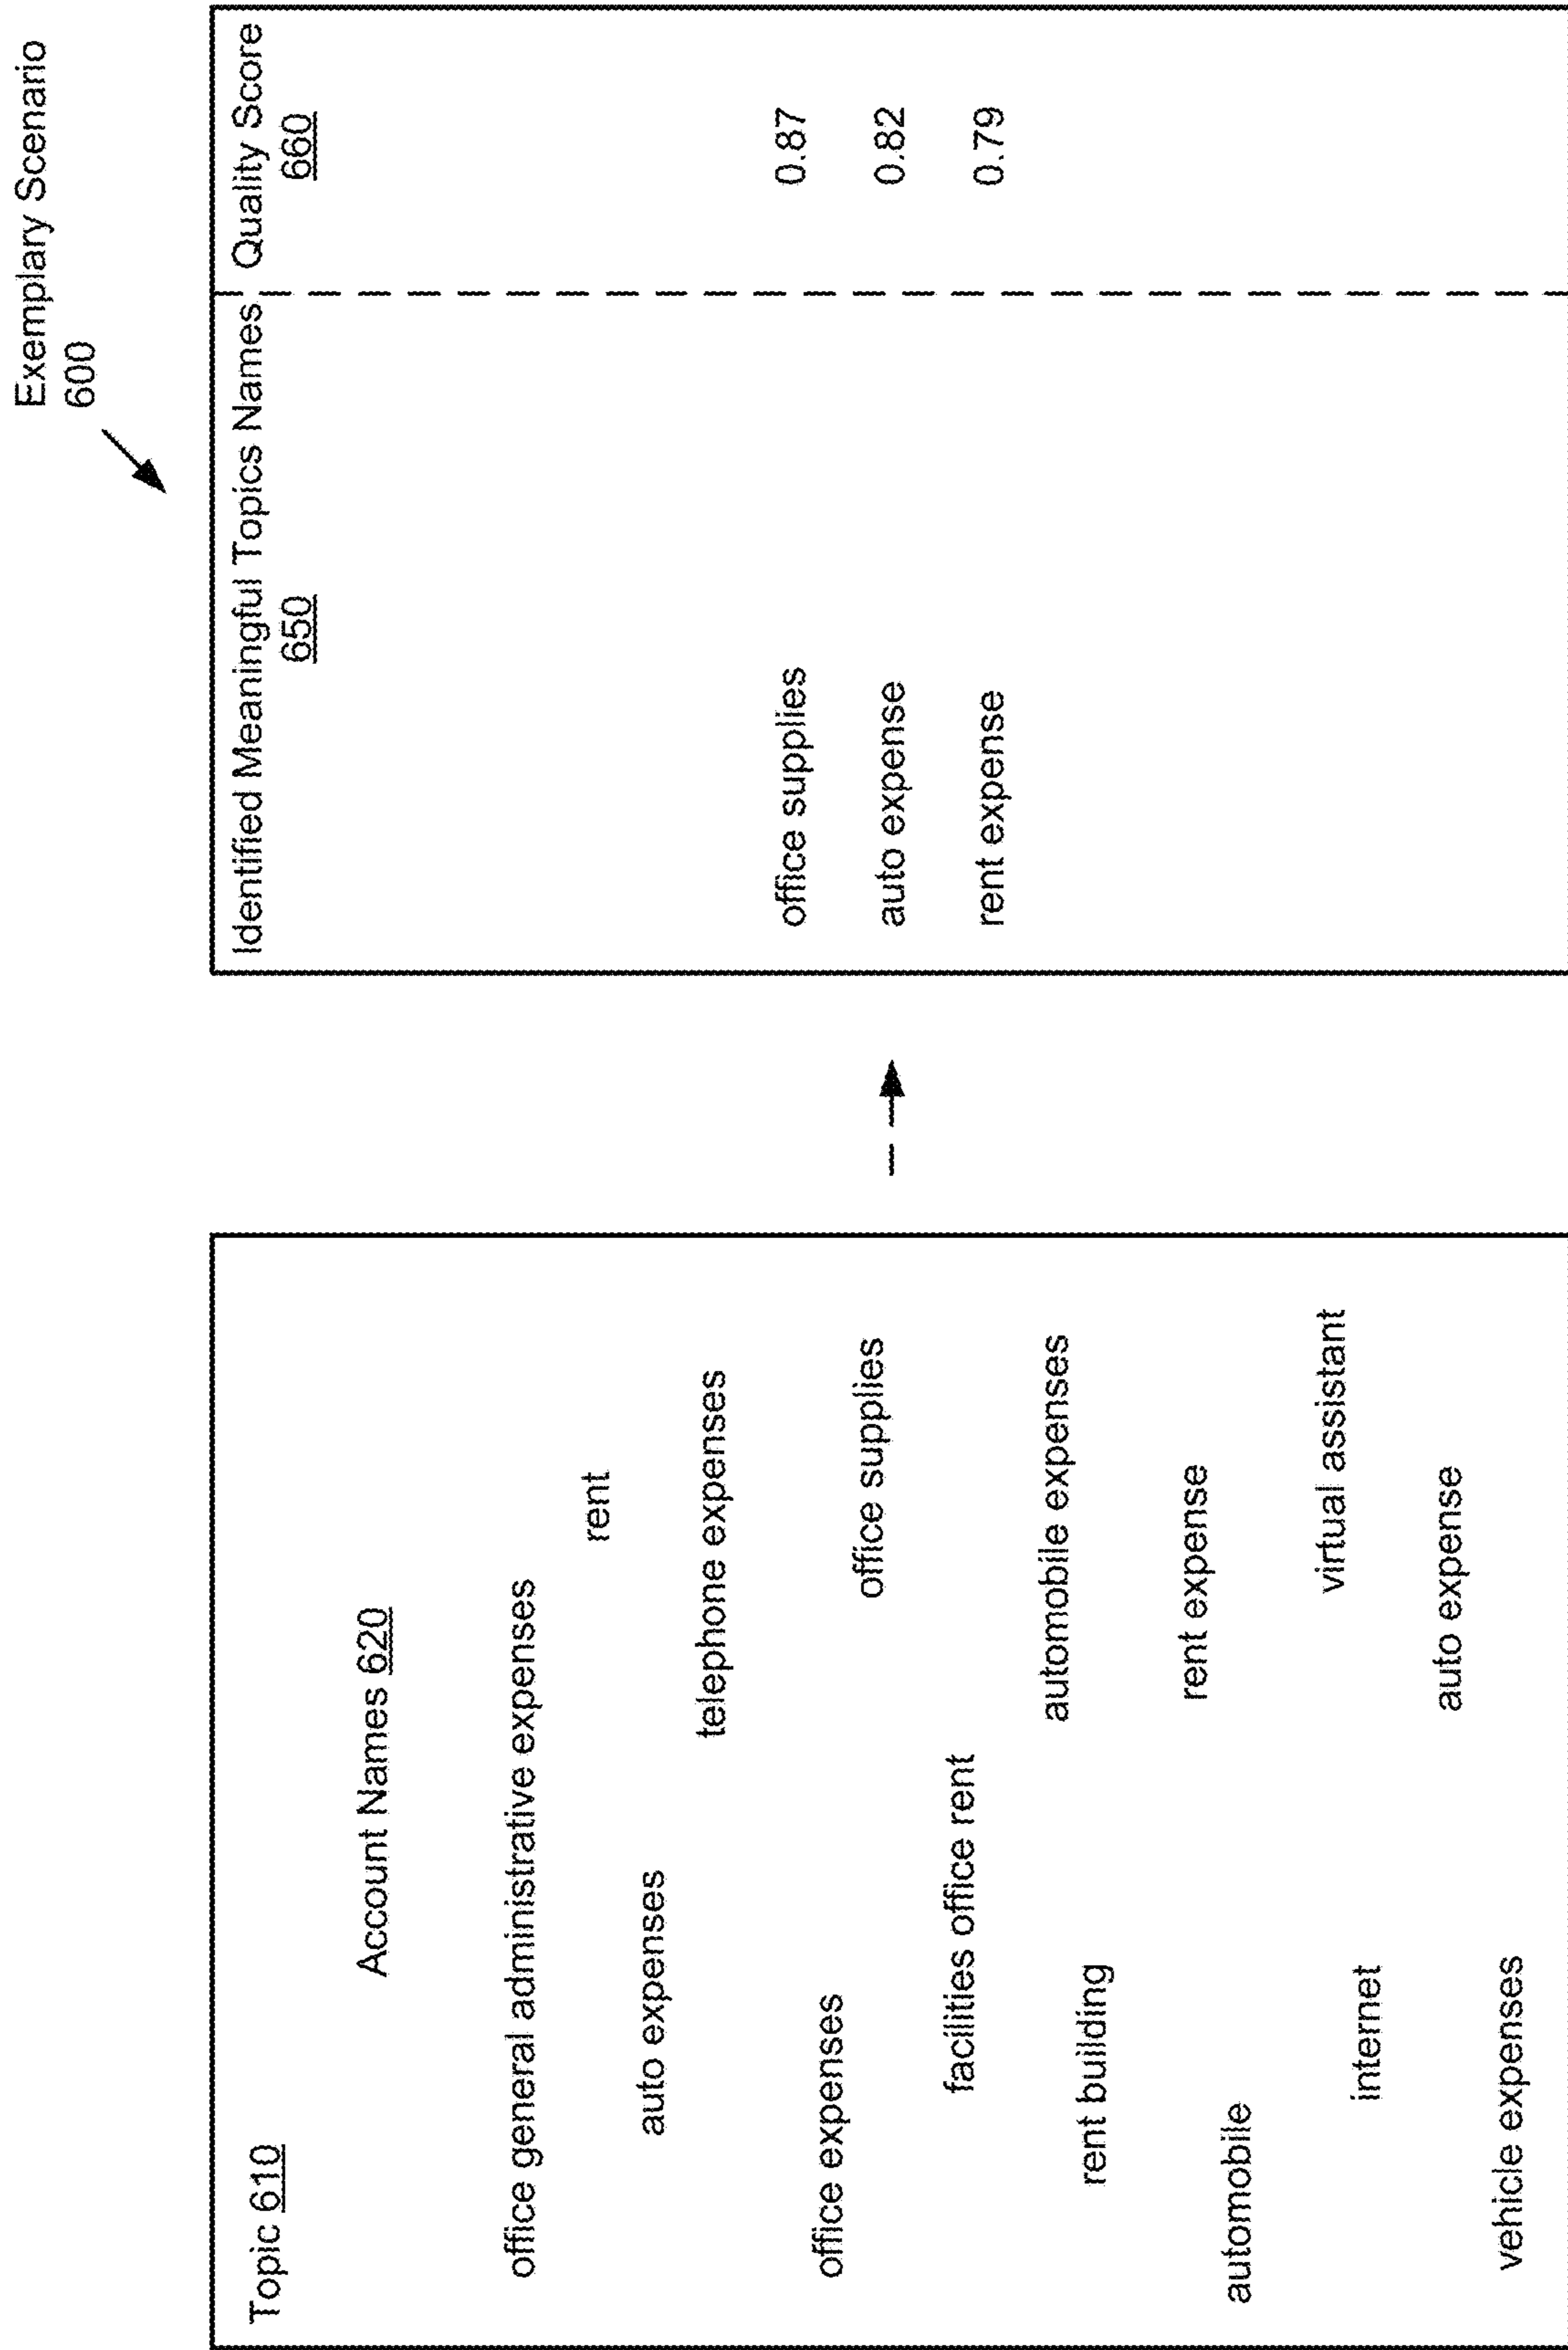 Exemplary Scenario
600
Topic 610
Account Names 620
office general administrative expenses
rent
auto expenses
telephone expenses
office expenses
office supplies
facilities office rent
automobile expenses
rent building
rent expense
automobile
virtual assistant
internet
auto expense
vehicle expenses
Identified Meaningful Topics Names
650
Quality Score
660
office supplies 0.87
auto expense 0.82
rent expense 0.79